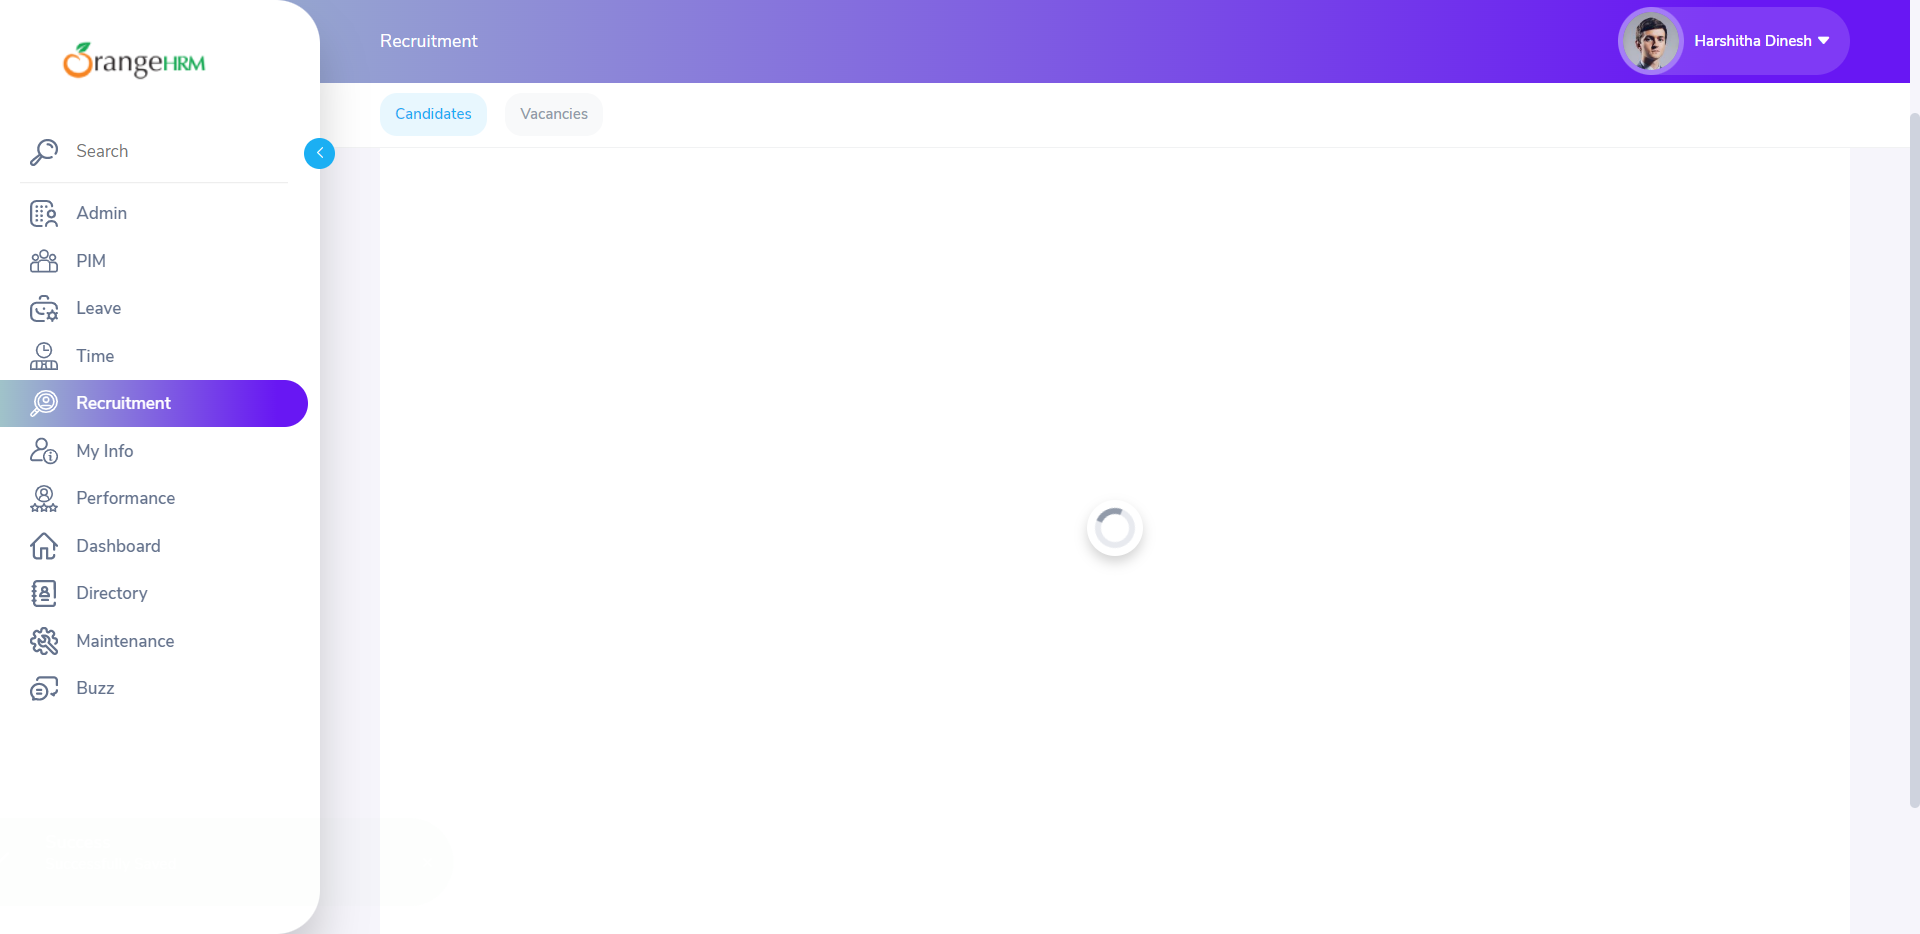 OrangeHRM
Recruitment
Harshitha Dinesh
Candidates
Vacancies
Search
Admin
PIM
Leave
Time
Recruitment
My Info
Performance
Dashboard
Directory
Maintenance
Buzz